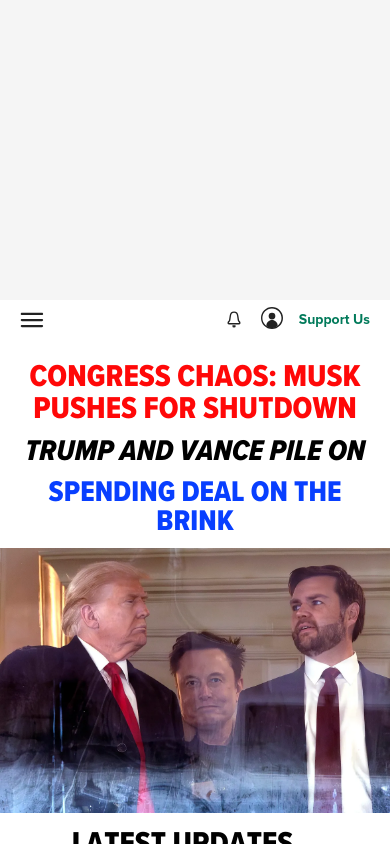 Support Us
CONGRESS CHAOS: MUSK
PUSHES FOR SHUTDOWN
TRUMP AND VANCE PILE ON
SPENDING DEAL ON THE
BRINK
LATEST UPDATES